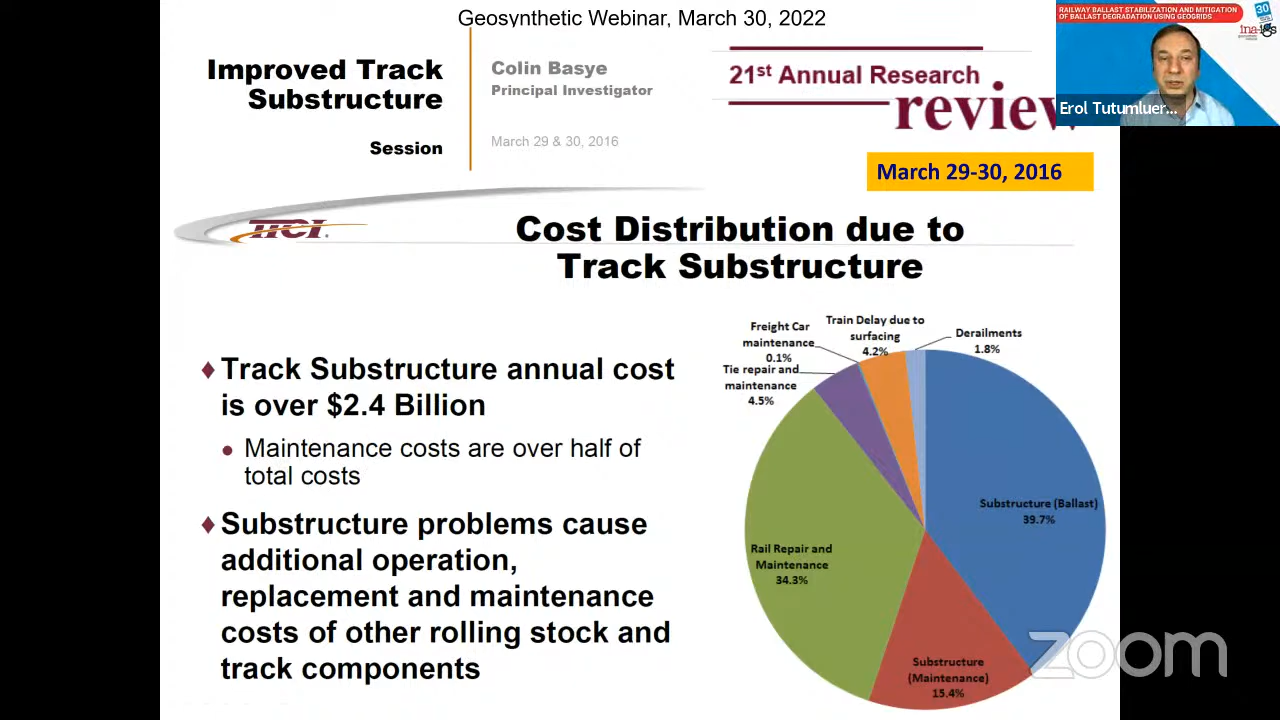 Geosynthetic Webinar, March 30, 2022
RAILWAY BALLAST STABILIZATION AND MITIGATION
OF BALLAST DEGRADATION USING GEOGRIDS
30
ina-igs
Erol Tutumluer...
Improved Track
Substructure
Session
Colin Basye
Principal Investigator
March 29 & 30, 2016
21st Annual Research
review
March 29-30, 2016
TTCI®
Cost Distribution due to
Track Substructure
♦ Track Substructure annual cost
is over $2.4 Billion
• Maintenance costs are over half of
total costs
♦ Substructure problems cause
additional operation,
replacement and maintenance
costs of other rolling stock and
track components
Freight Car
maintenance
0.1%
Train Delay due to
surfacing
4.2%
Derailments
1.8%
Tie repair and
maintenance
4.5%
Substructure (Ballast)
39.7%
Rail Repair and
Maintenance
34.3%
Substructure
(Maintenance)
15.4%
zoom